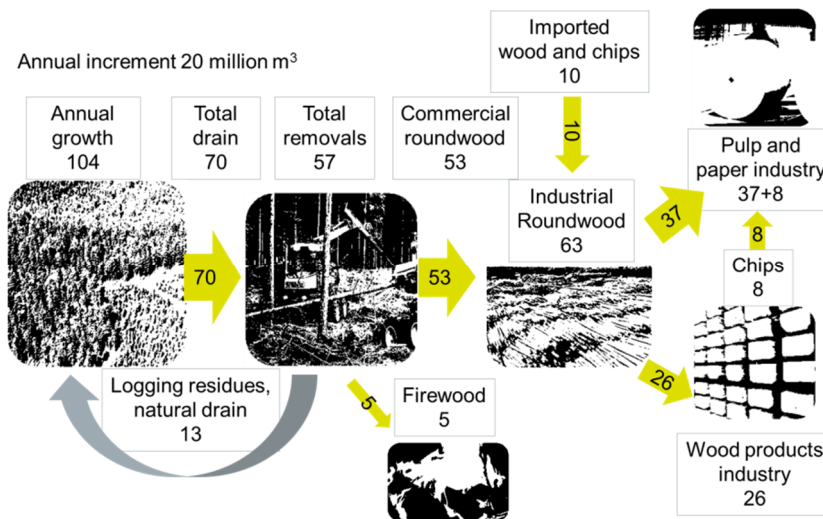 Annual increment 20 million m³
Imported
wood and chips
10
Annual
growth
104
Total
drain
70
Total
removals
57
Commercial
roundwood
53
10
Pulp and
paper industry
37+8
Industrial
Roundwood
63
37
8
70
53
Chips
8
Logging residues,
natural drain
13
5
Firewood
5
26
Wood products
industry
26